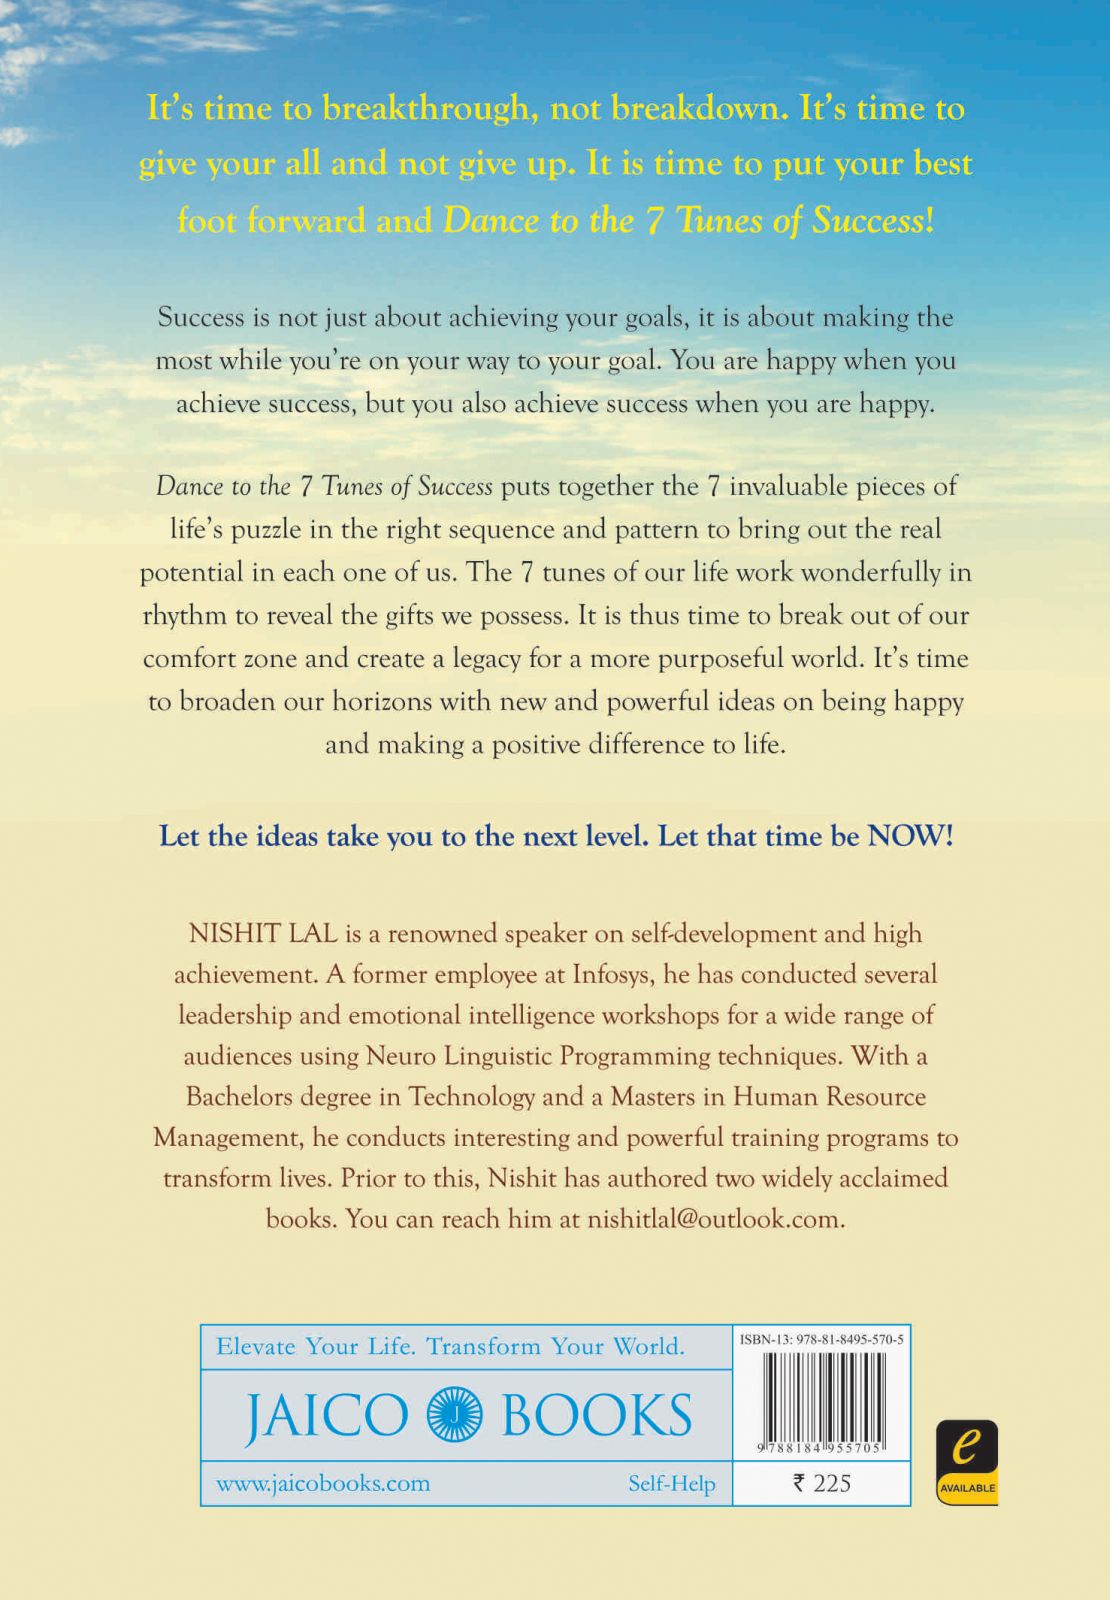 It’s time to breakthrough, not breakdown. It’s time to
give your all and not give up. It is time to put your best
foot forward and Dance to the 7 Tunes of Success!
Success is not just about achieving your goals, it is about making the
most while you’re on your way to your goal. You are happy when you
achieve success, but you also achieve success when you are happy.
Dance to the 7 Tunes of Success puts together the 7 invaluable pieces of
life’s puzzle in the right sequence and pattern to bring out the real
potential in each one of us. The 7 tunes of our life work wonderfully in
rhythm to reveal the gifts we possess. It is thus time to break out of our
comfort zone and create a legacy for a more purposeful world. It’s time
to broaden our horizons with new and powerful ideas on being happy
and making a positive difference to life.
Let the ideas take you to the next level. Let that time be NOW!
NISHIT LAL is a renowned speaker on self-development and high
achievement. A former employee at Infosys, he has conducted several
leadership and emotional intelligence workshops for a wide range of
audiences using Neuro Linguistic Programming techniques. With a
Bachelors degree in Technology and a Masters in Human Resource
Management, he conducts interesting and powerful training programs to
transform lives. Prior to this, Nishit has authored two widely acclaimed
books. You can reach him at nishitlal@outlook.com.
Elevate Your Life. Transform Your World.
JAICO J BOOKS
www.jaicobooks.com Self-Help
ISBN-13: 978-81-8495-570-5
9 788184 955705
₹ 225
e
AVAILABLE